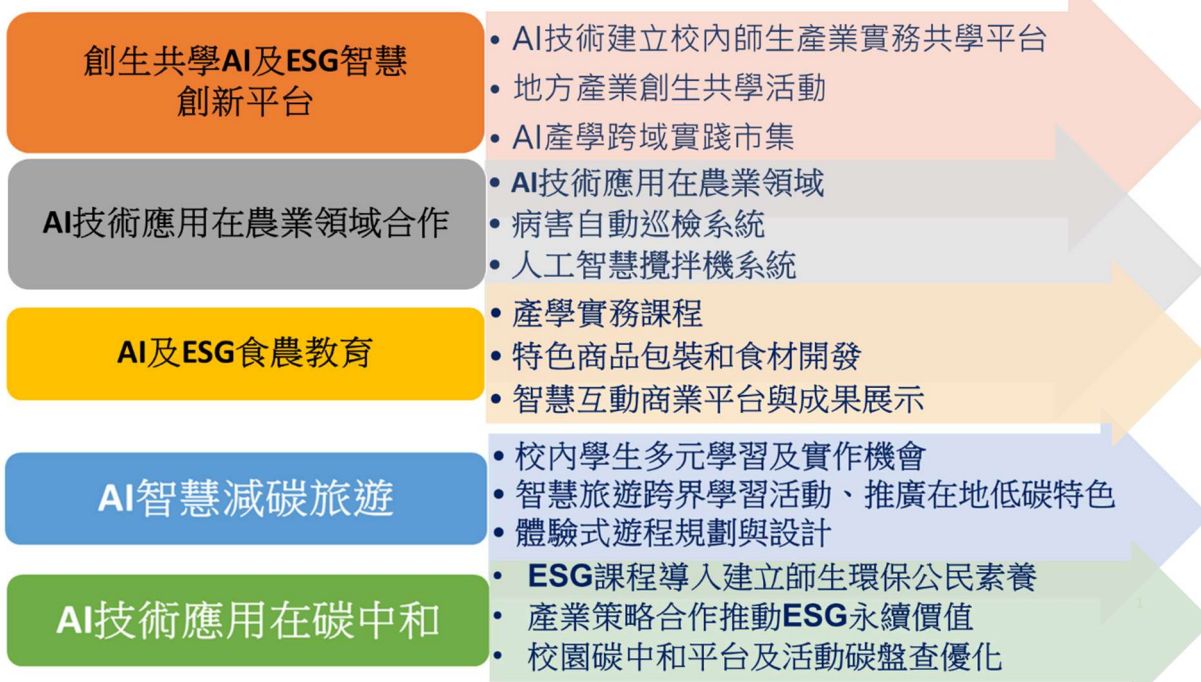 創生共學AI及ESG智慧
創新平台
• AI技術建立校內師生產業實務共學平台
• 地方產業創生共學活動
• AI產學跨域實踐市集
AI技術應用在農業領域合作
• AI技術應用在農業領域
• 病害自動巡檢系統
• 人工智慧攪拌機系統
AI及ESG食農教育
• 產學實務課程
• 特色商品包裝和食材開發
• 智慧互動商業平台與成果展示
AI智慧減碳旅遊
• 校內學生多元學習及實作機會
• 智慧旅遊跨界學習活動、推廣在地低碳特色
• 體驗式遊程規劃與設計
AI技術應用在碳中和
• ESG課程導入建立師生環保公民素養
• 產業策略合作推動ESG永續價值
• 校園碳中和平台及活動碳盤查優化
1